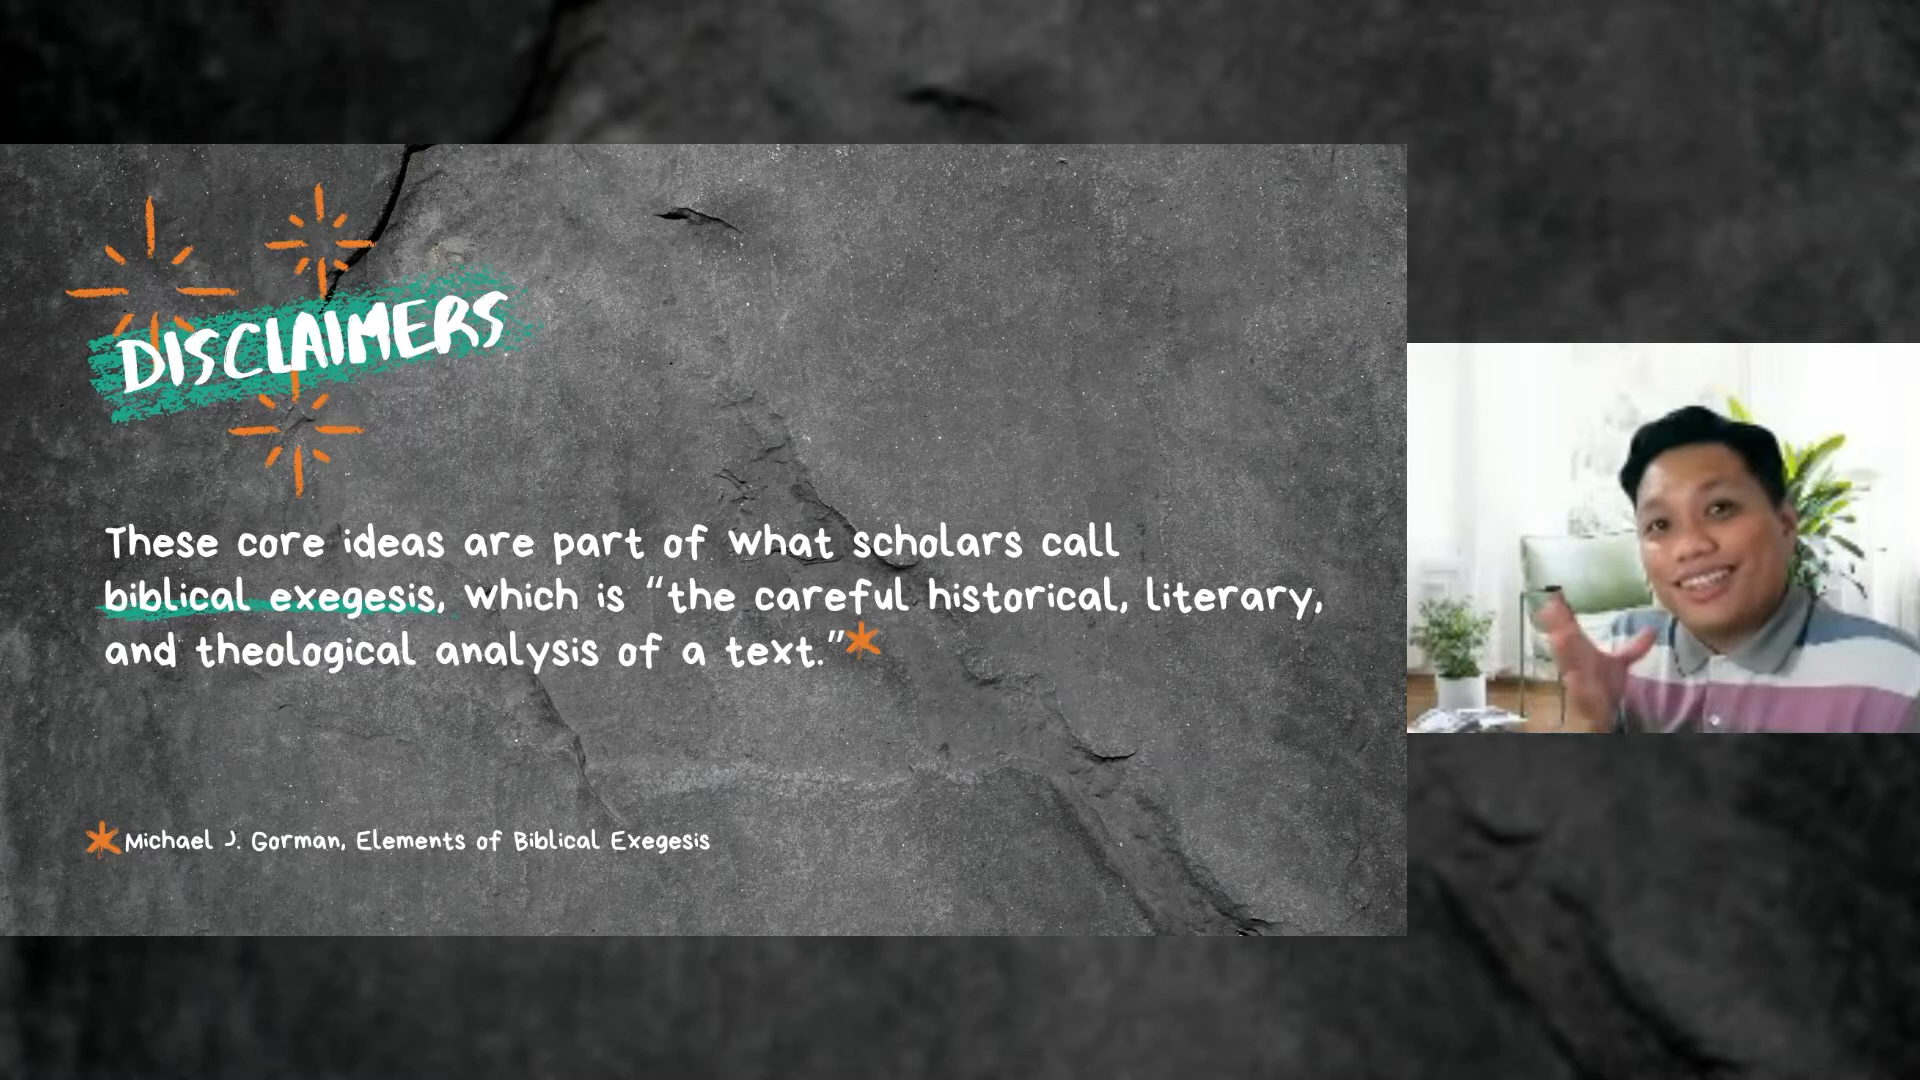 DISCLAIMERS
These core ideas are part of what scholars call
biblical exegesis, which is “the careful historical, literary,
and theological analysis of a text.”*
*Michael J. Gorman, Elements of Biblical Exegesis